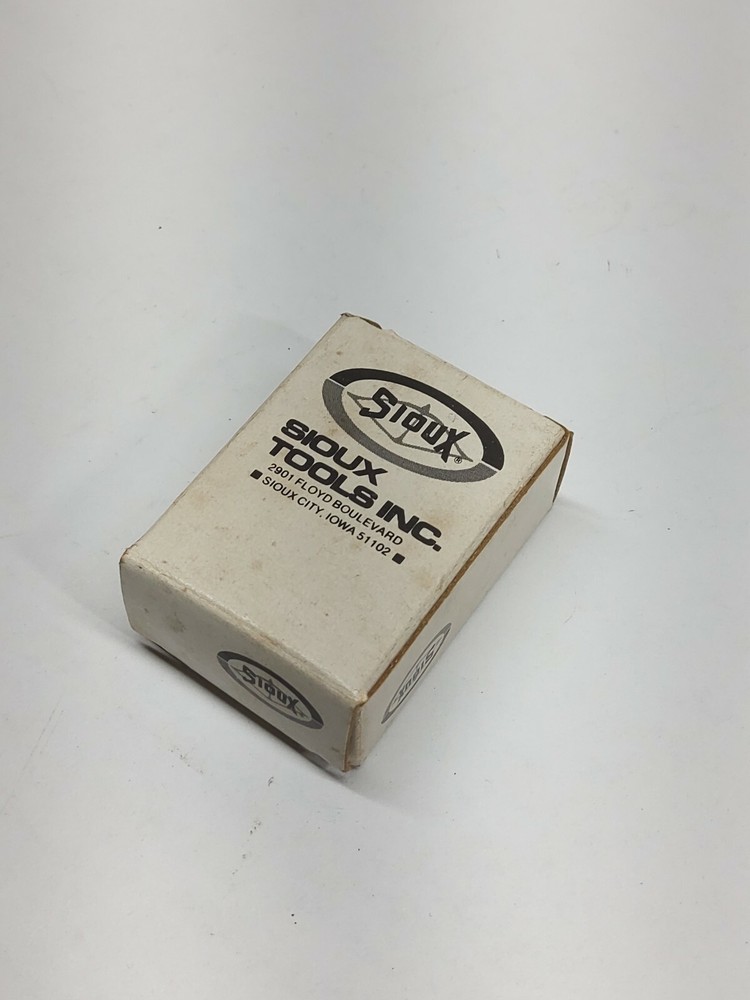 SIOUX®
SIOUX
TOOLS INC.
2901 FLOYD BOULEVARD
▪ SIOUX CITY, IOWA 51102 ▪
SIOUX®
SIOUX